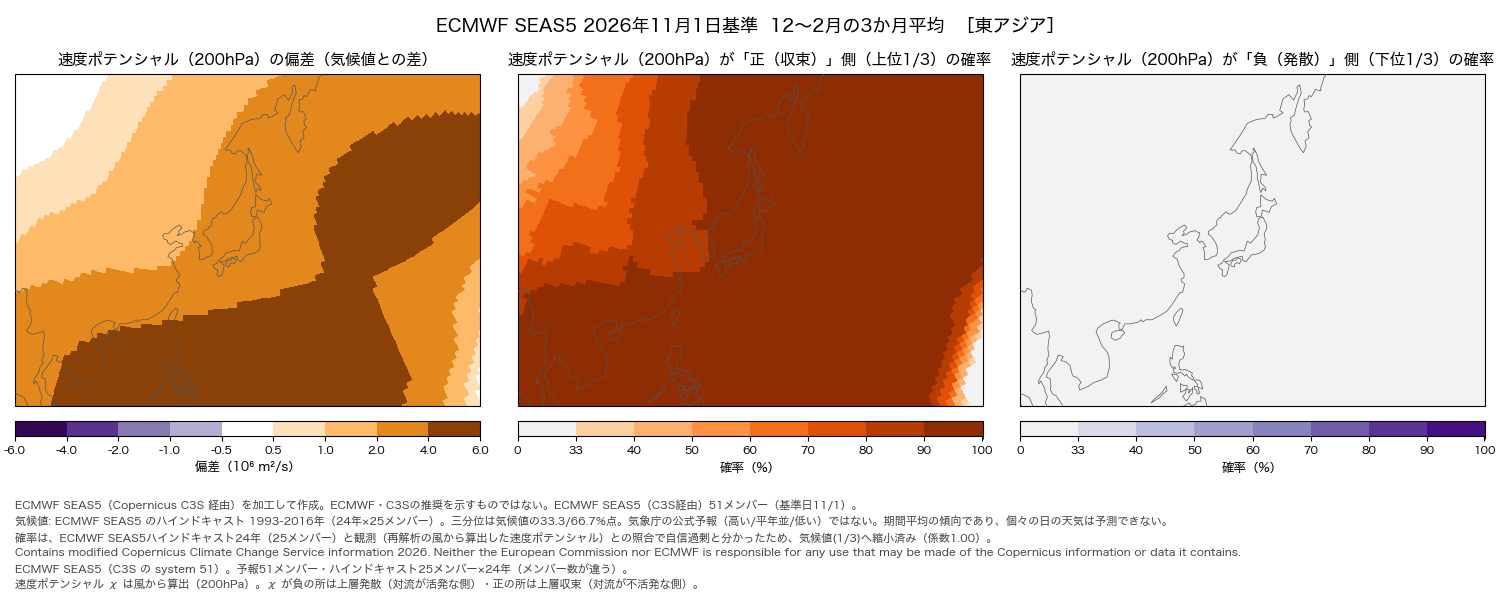 ECMWF SEAS5 2026年11月1日基準 12～2月の3か月平均 ［東アジア］
速度ポテンシャル（200hPa）の偏差（気候値との差）
速度ポテンシャル（200hPa）が「正（収束）」側（上位1/3）の確率
速度ポテンシャル（200hPa）が「負（発散）」側（下位1/3）の確率
-6.0 -4.0 -2.0 -1.0 -0.5 0.5 1.0 2.0 4.0 6.0
偏差（10⁶ m²/s）
0 33 40 50 60 70 80 90 100
確率（%）
0 33 40 50 60 70 80 90 100
確率（%）
ECMWF SEAS5（Copernicus C3S 経由）を加工して作成。ECMWF・C3Sの推奨を示すものではない。ECMWF SEAS5（C3S経由）51メンバー（基準日11/1）。
気候値: ECMWF SEAS5 のハインドキャスト 1993-2016年（24年×25メンバー）。三分位は気候値の33.3/66.7%点。気象庁の公式予報（高い/平年並/低い）ではない。期間平均の傾向であり、個々の日の天気は予測できない。
確率は、ECMWF SEAS5ハインドキャスト24年（25メンバー）と観測（再解析の風から算出した速度ポテンシャル）との照合で自信過剰と分かったため、気候値(1/3)へ縮小済み（係数1.00）。
Contains modified Copernicus Climate Change Service information 2026. Neither the European Commission nor ECMWF is responsible for any use that may be made of the Copernicus information or data it contains.
ECMWF SEAS5（C3S の system 51）。予報51メンバー・ハインドキャスト25メンバー×24年（メンバー数が違う）。
速度ポテンシャル χ は風から算出（200hPa）。χ が負の所は上層発散（対流が活発な側）・正の所は上層収束（対流が不活発な側）。